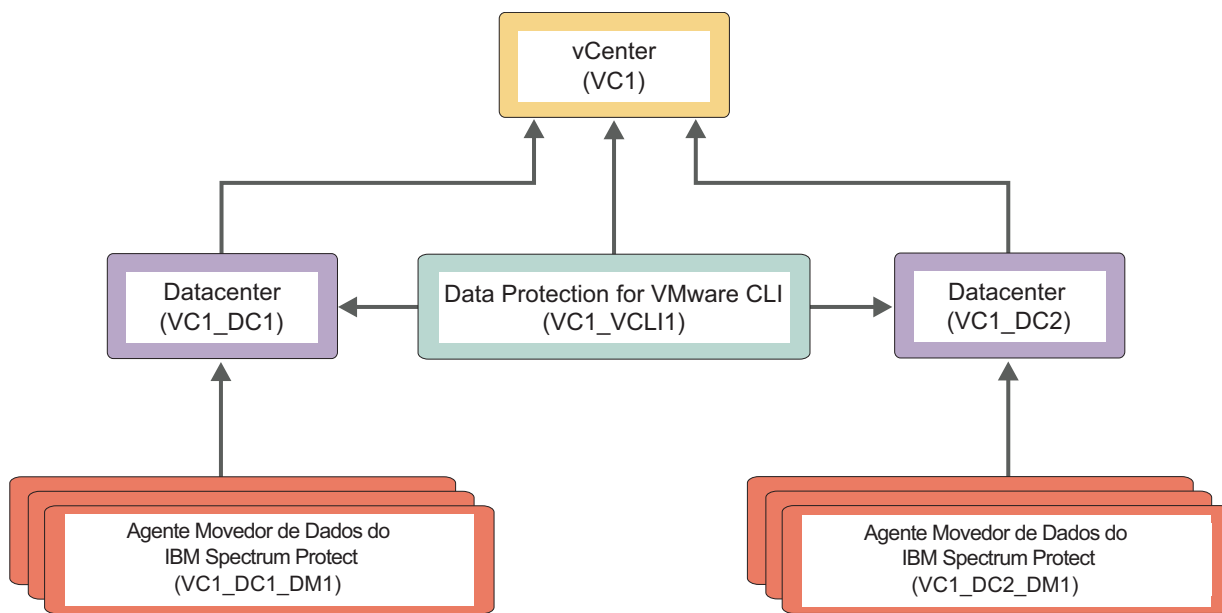 vCenter
(VC1)
Datacenter
(VC1_DC1)
Data Protection for VMware CLI
(VC1_VCLI1)
Datacenter
(VC1_DC2)
Agente Movedor de Dados do
IBM Spectrum Protect
(VC1_DC1_DM1)
Agente Movedor de Dados do
IBM Spectrum Protect
(VC1_DC2_DM1)